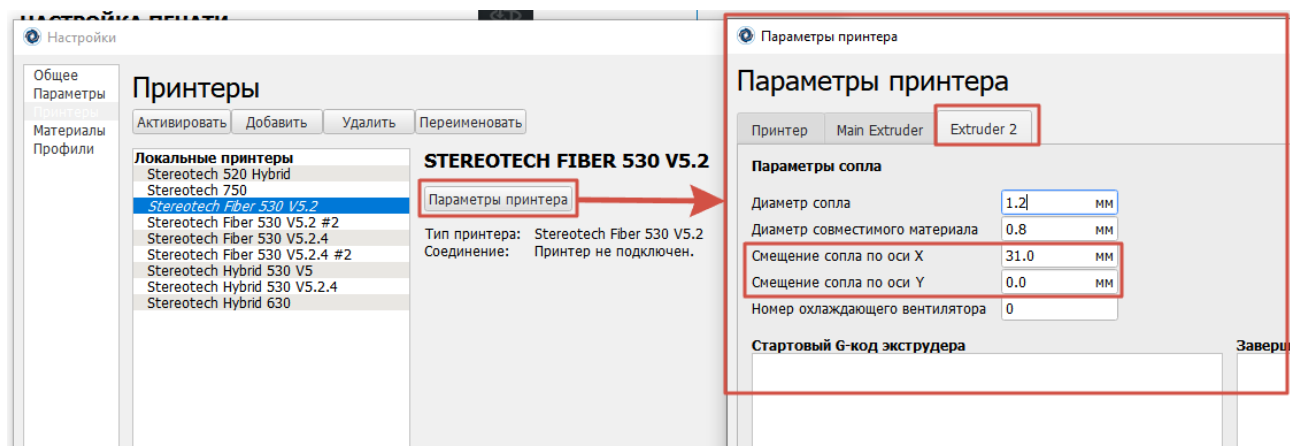 НАСТРОЙКА ПЕЧАТИ
Настройки
Общее
Параметры
Принтеры
Материалы
Профили
Принтеры
Активировать
Добавить
Удалить
Переименовать
Локальные принтеры
Stereotech 520 Hybrid
Stereotech 750
Stereotech Fiber 530 V5.2
Stereotech Fiber 530 V5.2 #2
Stereotech Fiber 530 V5.2.4
Stereotech Fiber 530 V5.2.4 #2
Stereotech Hybrid 530 V5
Stereotech Hybrid 530 V5.2.4
Stereotech Hybrid 630
STEREOTECH FIBER 530 V5.2
Параметры принтера
Тип принтера: Stereotech Fiber 530 V5.2
Соединение: Принтер не подключен.
Параметры принтера
Параметры принтера
Принтер
Main Extruder
Extruder 2
Параметры сопла
Диаметр сопла 1.2 мм
Диаметр совместимого материала 0.8 мм
Смещение сопла по оси X 31.0 мм
Смещение сопла по оси Y 0.0 мм
Номер охлаждающего вентилятора 0
Стартовый G-код экструдера